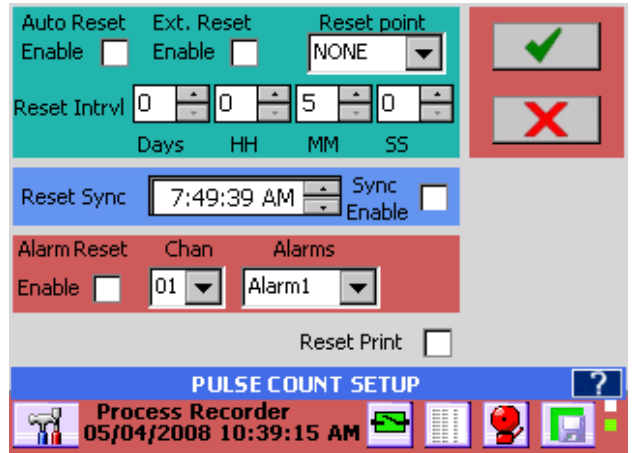 Auto Reset Ext. Reset Reset point
Enable Enable NONE
Reset Intrvl 0 0 5 0
Days HH MM SS
Reset Sync 7:49:39 AM Sync Enable
Alarm Reset Chan Alarms
Enable 01 Alarm1
Reset Print
PULSE COUNT SETUP ?
Process Recorder
05/04/2008 10:39:15 AM